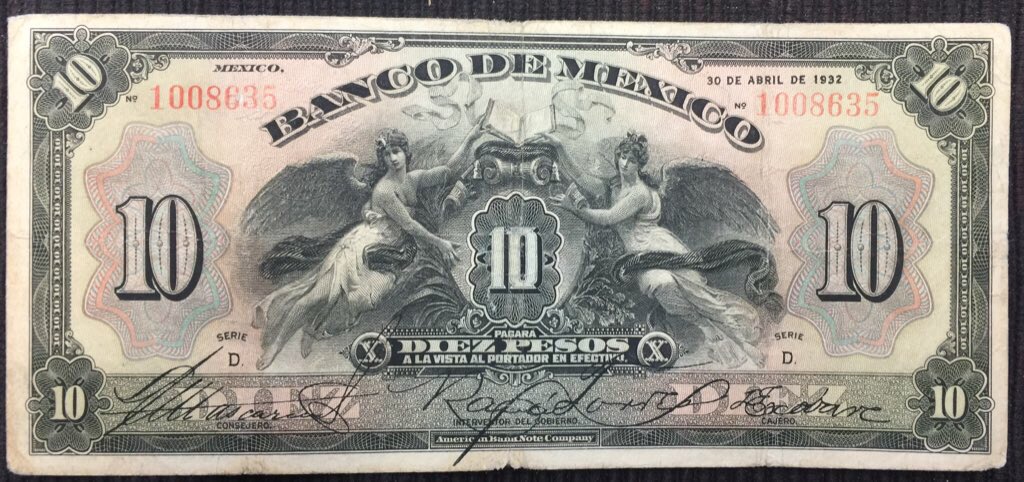 10 MEXICO. BANCO DE MEXICO 30 DE ABRIL DE 1932 10
Nº 1008635 Nº 1008635
10 10 10
SERIE SERIE
D. D.
PAGARA
X DIEZ PESOS X
A LA VISTA AL PORTADOR EN EFECTIVO.
10 DIEZ DIEZ 10
CONSEJERO. INTERVENTOR DEL GOBIERNO. CAJERO.
American Bank Note Company